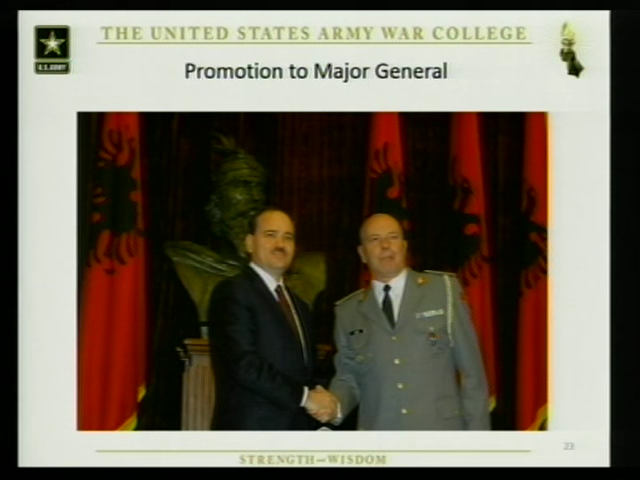 THE UNITED STATES ARMY WAR COLLEGE
U.S.ARMY
Promotion to Major General
23
STRENGTH—WISDOM